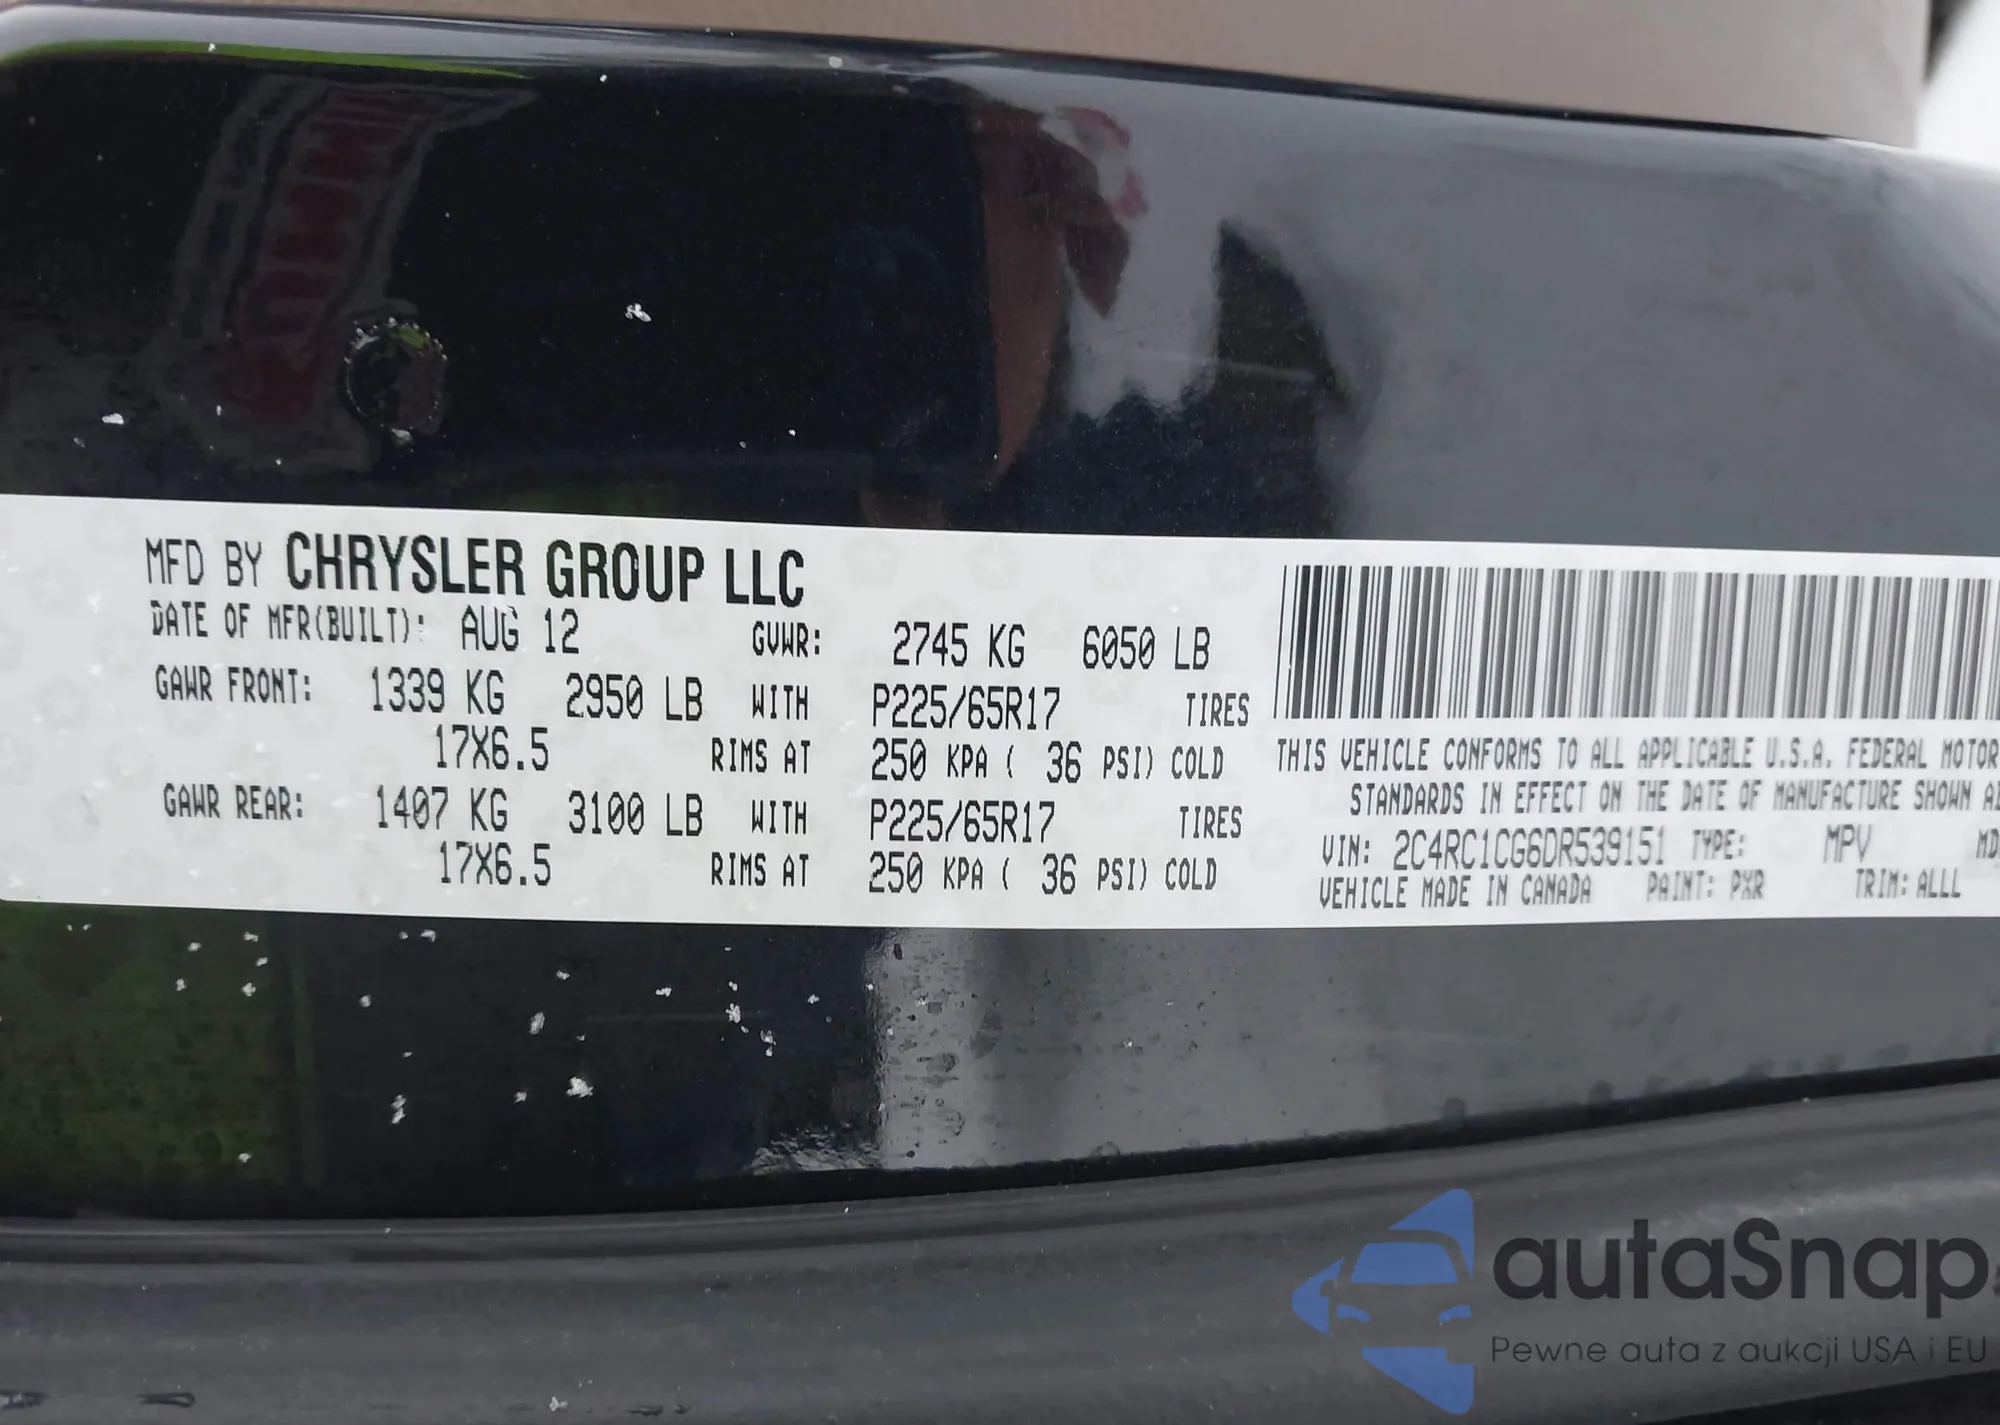 MFD BY CHRYSLER GROUP LLC
DATE OF MFR(BUILT): AUG 12 GVWR: 2745 KG 6050 LB
GAWR FRONT: 1339 KG 2950 LB WITH P225/65R17 TIRES
17X6.5 RIMS AT 250 KPA ( 36 PSI) COLD
GAWR REAR: 1407 KG 3100 LB WITH P225/65R17 TIRES
17X6.5 RIMS AT 250 KPA ( 36 PSI) COLD
THIS VEHICLE CONFORMS TO ALL APPLICABLE U.S.A. FEDERAL MOTOR
STANDARDS IN EFFECT ON THE DATE OF MANUFACTURE SHOWN
VIN: 2C4RC1CG6DR539151 TYPE: MPV
VEHICLE MADE IN CANADA PAINT: PXR TRIM: ALLL
autaSnap
Pewne auta z aukcji USA i EU